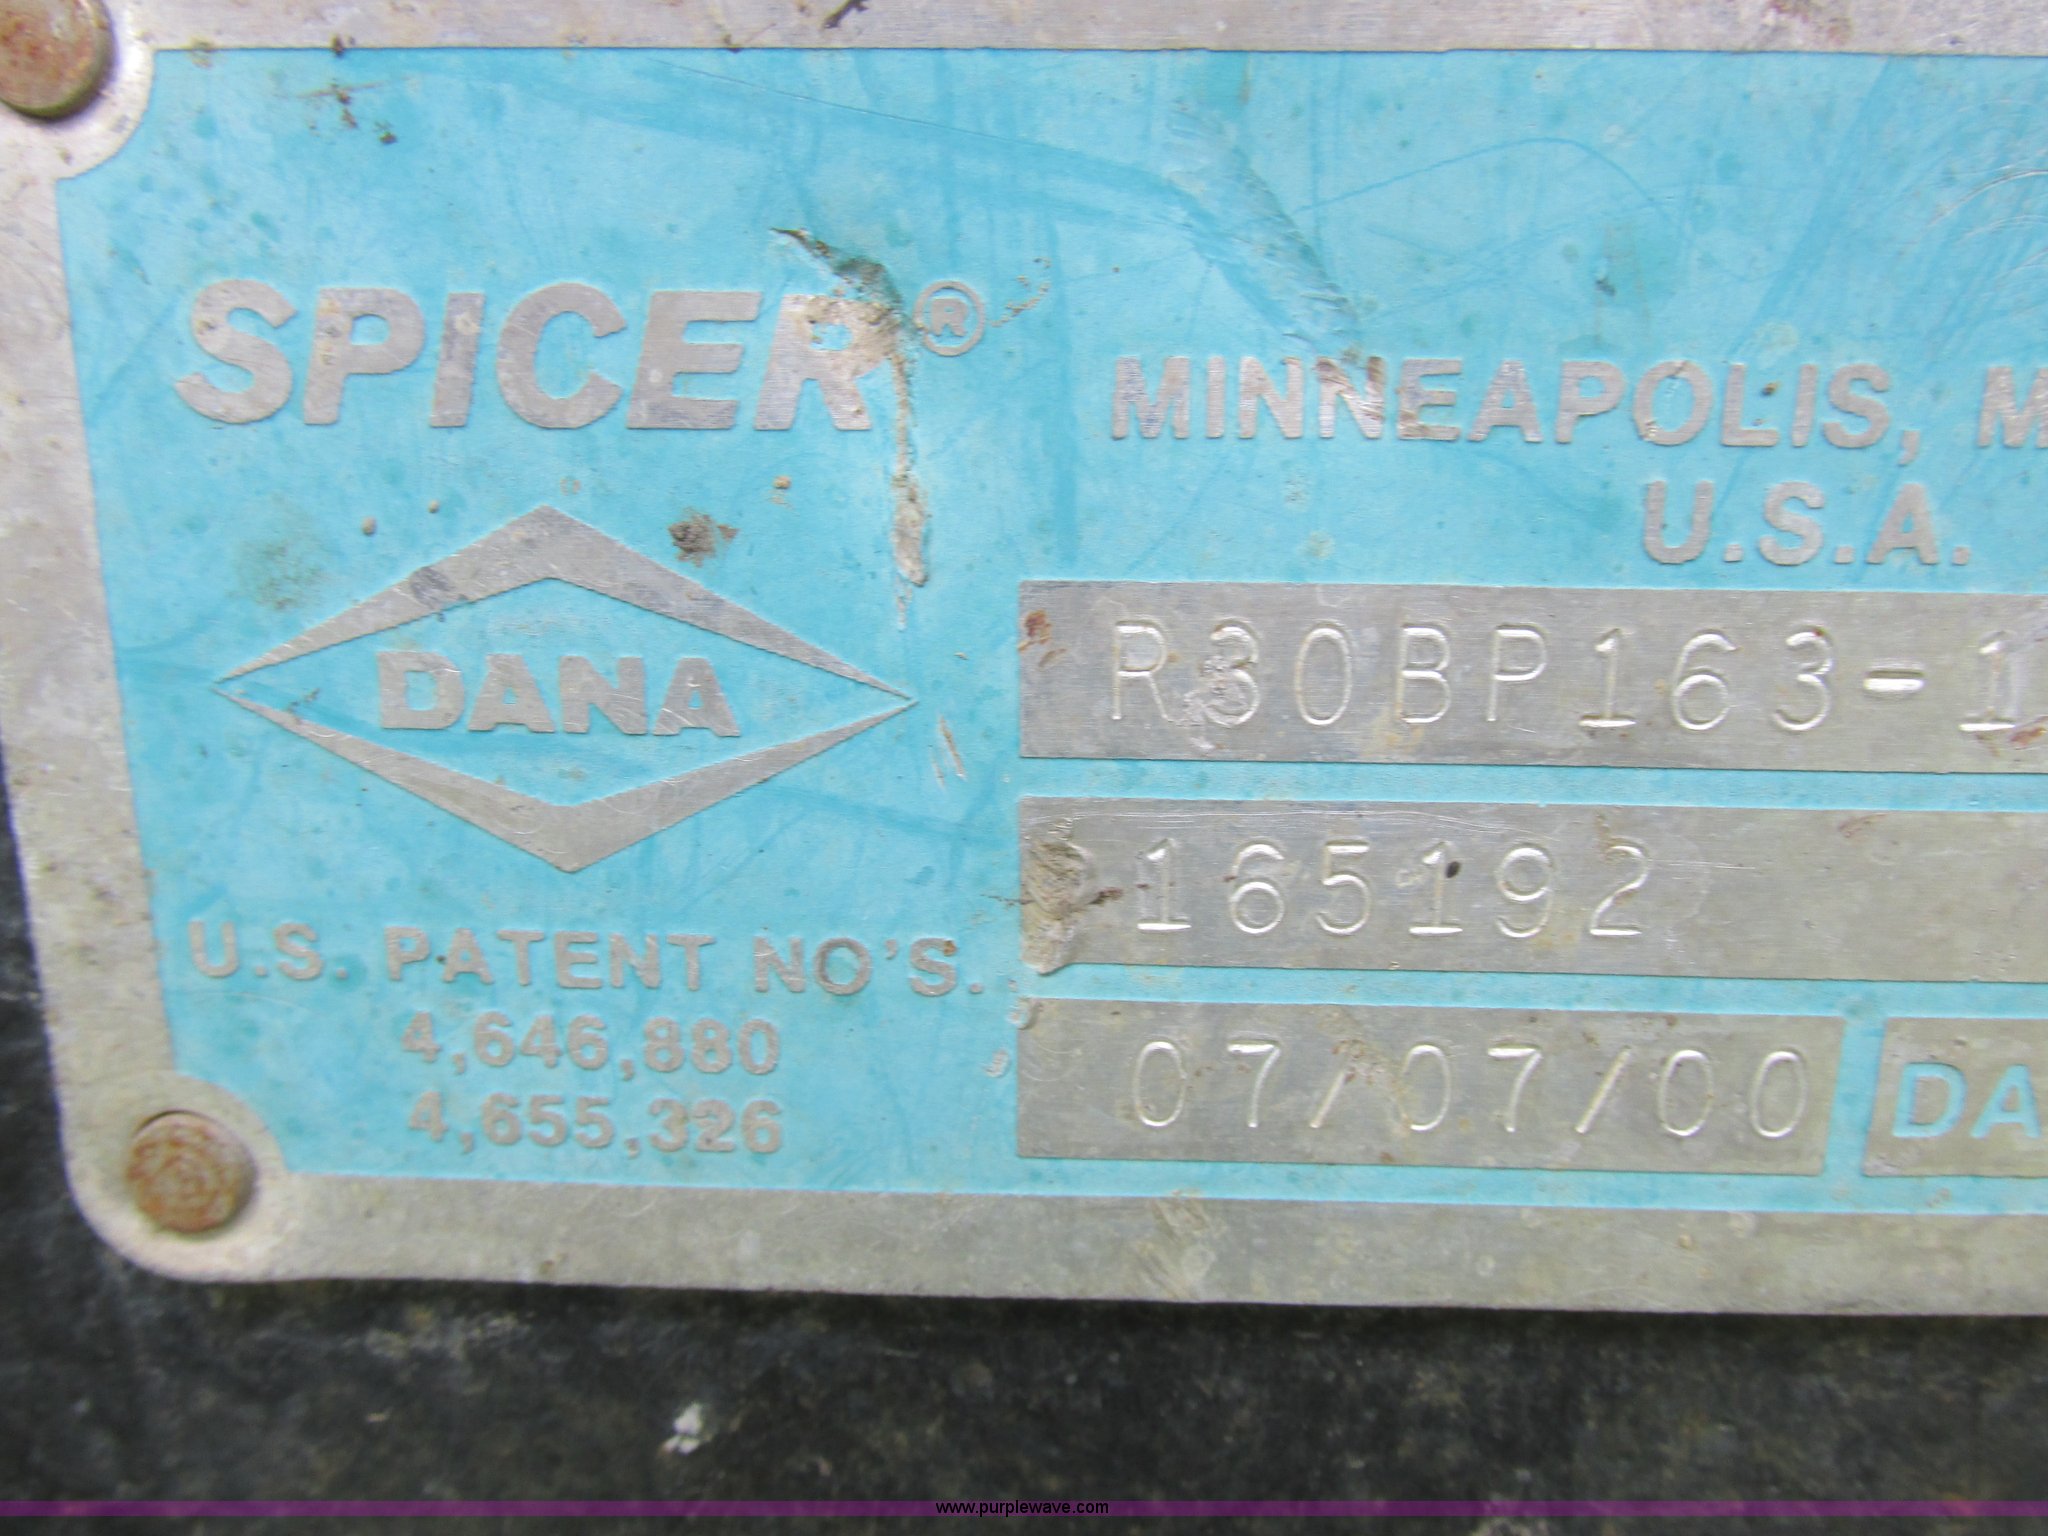 SPICER®
MINNEAPOLIS, M
U.S.A.
DANA
R30BP163-1
165192
07/07/00 DA
U.S. PATENT NO'S.
4,646,880
4,655,326
www.purplewave.com